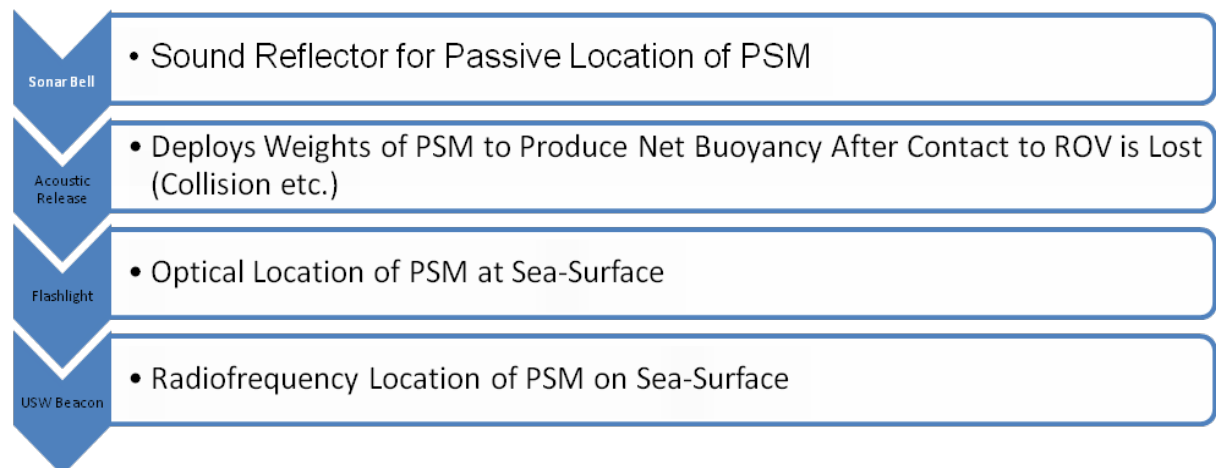 Sonar Bell
• Sound Reflector for Passive Location of PSM
Acoustic
Release
• Deploys Weights of PSM to Produce Net Buoyancy After Contact to ROV is Lost
(Collision etc.)
Flashlight
• Optical Location of PSM at Sea-Surface
USW Beacon
• Radiofrequency Location of PSM on Sea-Surface